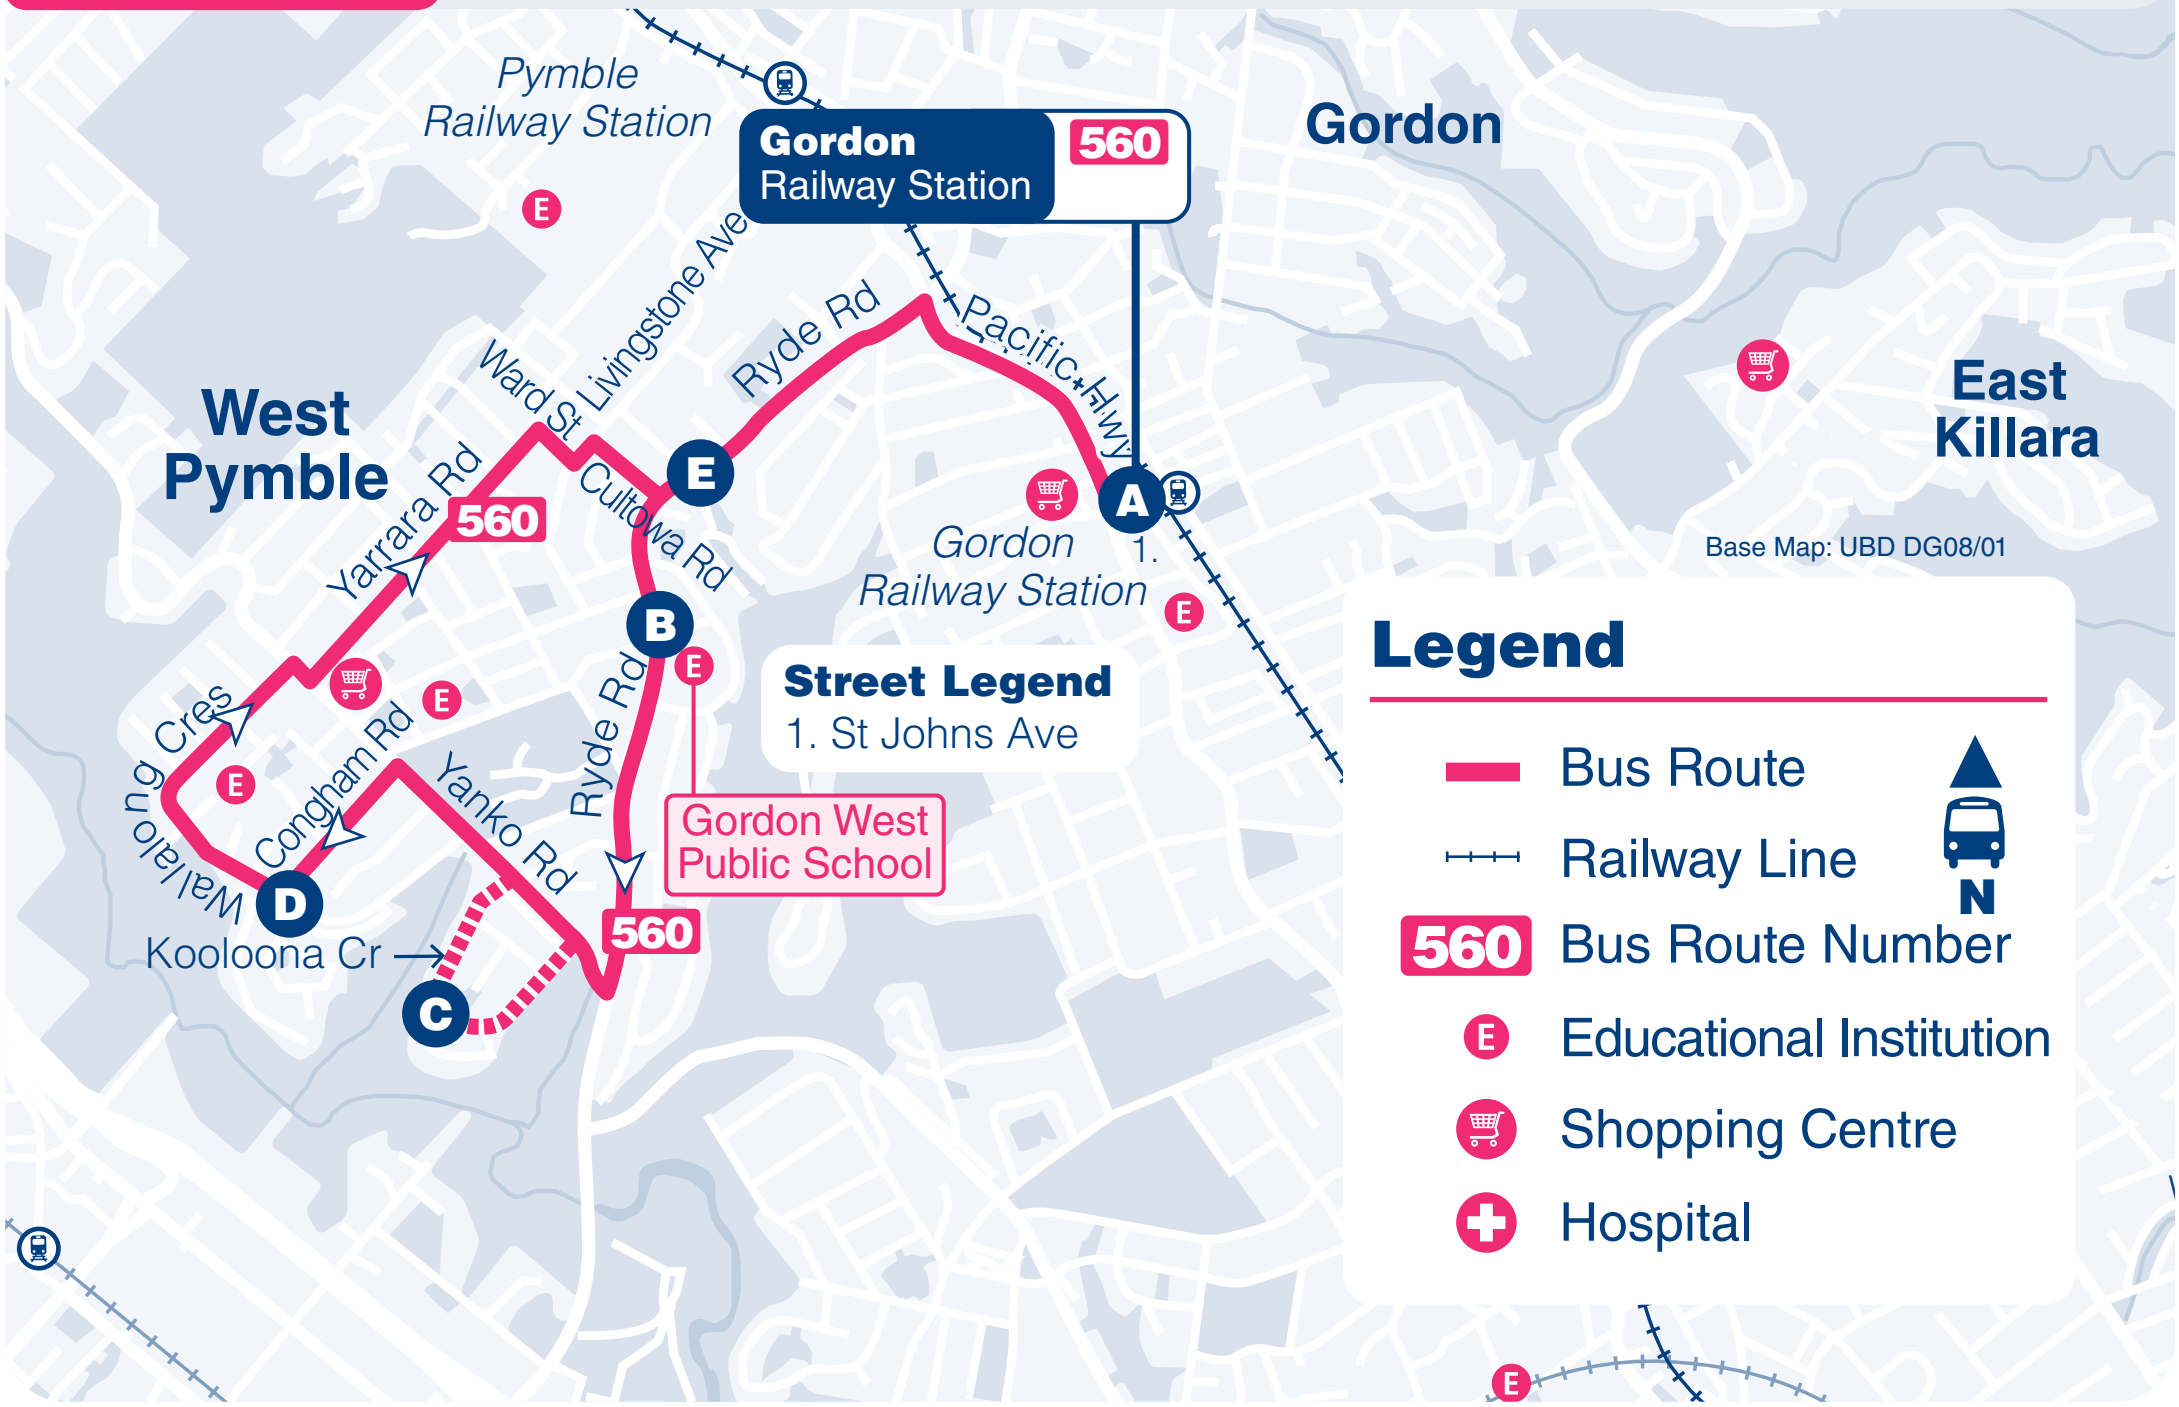 Pymble
Railway Station
Gordon
Railway Station
560
Gordon
E
Livingstone Ave
Ryde Rd
Pacific Hwy
Ward St
West
Pymble
East
Killara
Yarrara Rd
560
E
Cultowa Rd
A
Gordon
Railway Station
1.
Base Map: UBD DG08/01
B
E
E
Ryde Rd
Street Legend
1. St Johns Ave
Wallalong Cres
E
Congham Rd
E
Yanko Rd
Gordon West
Public School
D
560
Kooloona Cr
C
Legend
Bus Route
Railway Line
N
560
Bus Route Number
E
Educational Institution
Shopping Centre
Hospital
E